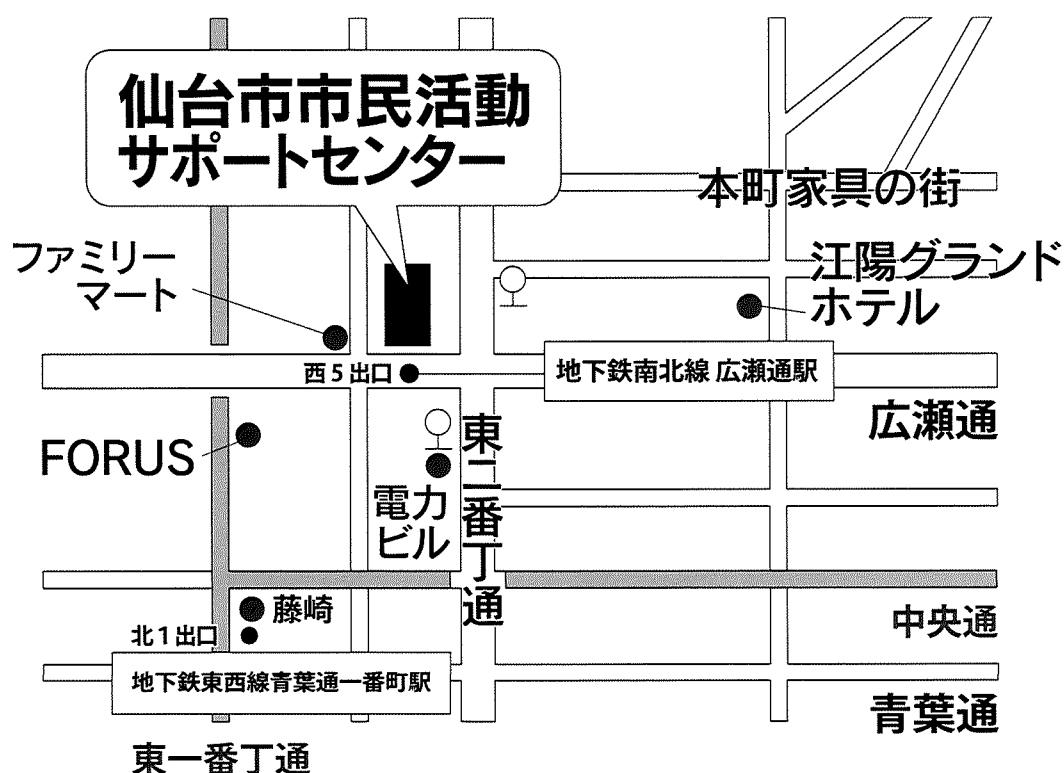 仙台市市民活動
サポートセンター
本町家具の街
ファミリー
マート
江陽グランド
ホテル
西5出口
地下鉄南北線 広瀬通駅
広瀬通
FORUS
東二番丁通
電力
ビル
藤崎
中央通
北1出口
地下鉄東西線青葉通一番町駅
青葉通
東一番丁通